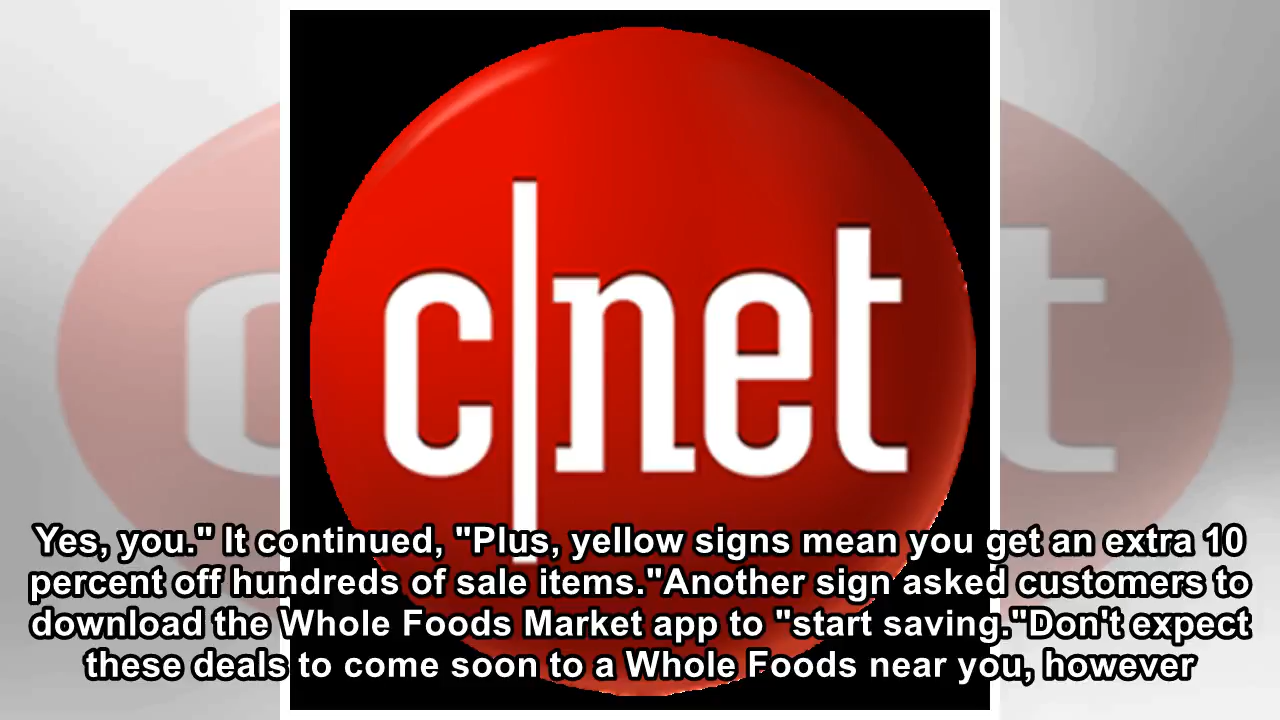 c|net
Yes, you." It continued, "Plus, yellow signs mean you get an extra 10
percent off hundreds of sale items."Another sign asked customers to
download the Whole Foods Market app to "start saving."Don't expect
these deals to come soon to a Whole Foods near you, however